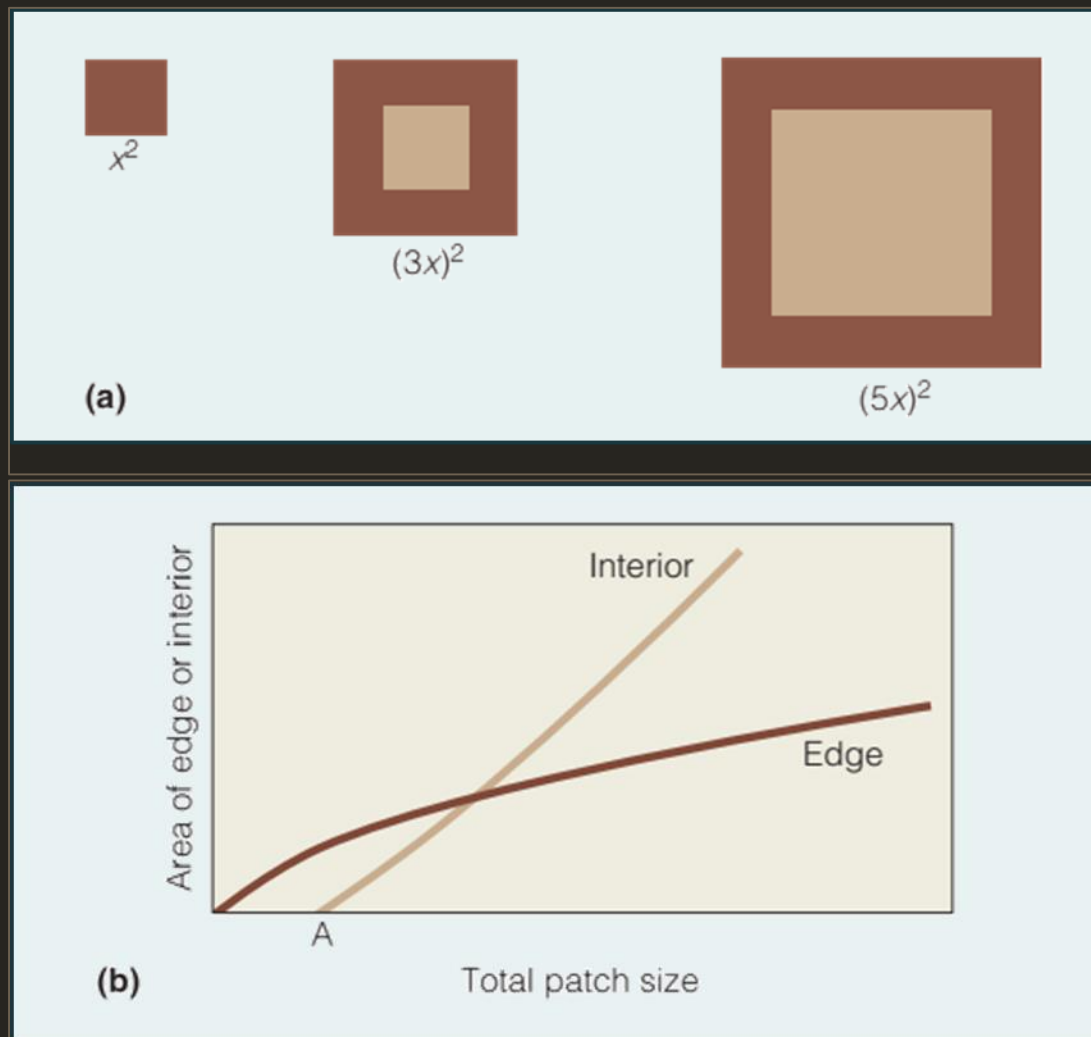 x²
(3x)²
(5x)²
(a)
Area of edge or interior
Interior
Edge
A
(b)
Total patch size